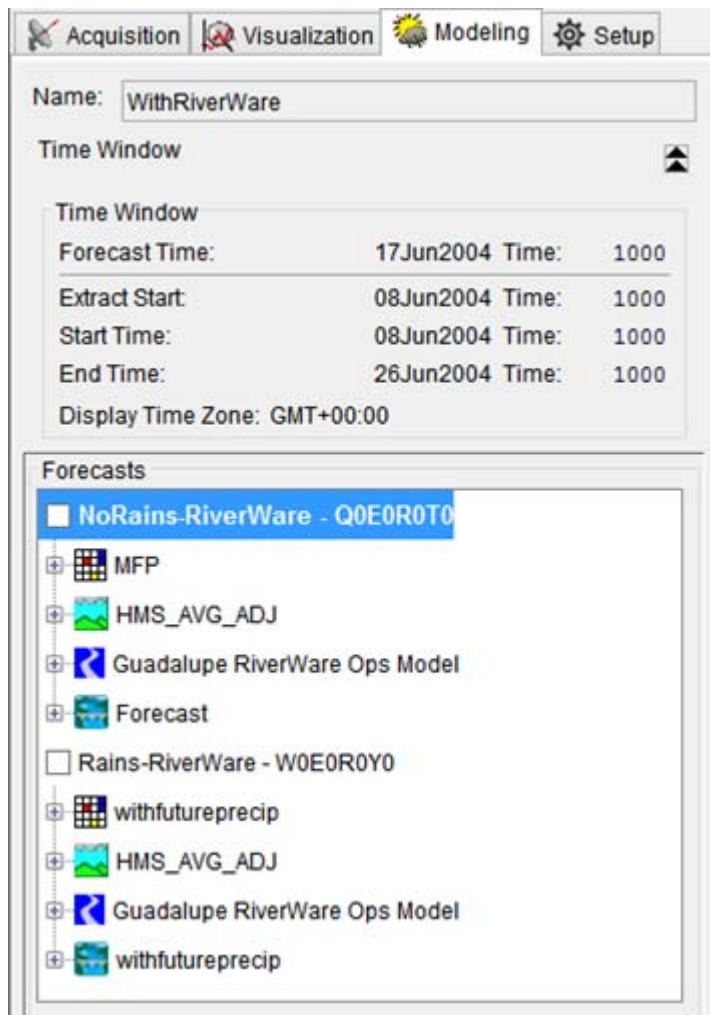 Acquisition Visualization Modeling Setup
Name: WithRiverWare
Time Window
Time Window
Forecast Time: 17Jun2004 Time: 1000
Extract Start: 08Jun2004 Time: 1000
Start Time: 08Jun2004 Time: 1000
End Time: 26Jun2004 Time: 1000
Display Time Zone: GMT+00:00
Forecasts
NoRains-RiverWare - Q0E0R0T0
MFP
HMS_AVG_ADJ
Guadalupe RiverWare Ops Model
Forecast
Rains-RiverWare - W0E0R0Y0
withfutureprecip
HMS_AVG_ADJ
Guadalupe RiverWare Ops Model
withfutureprecip